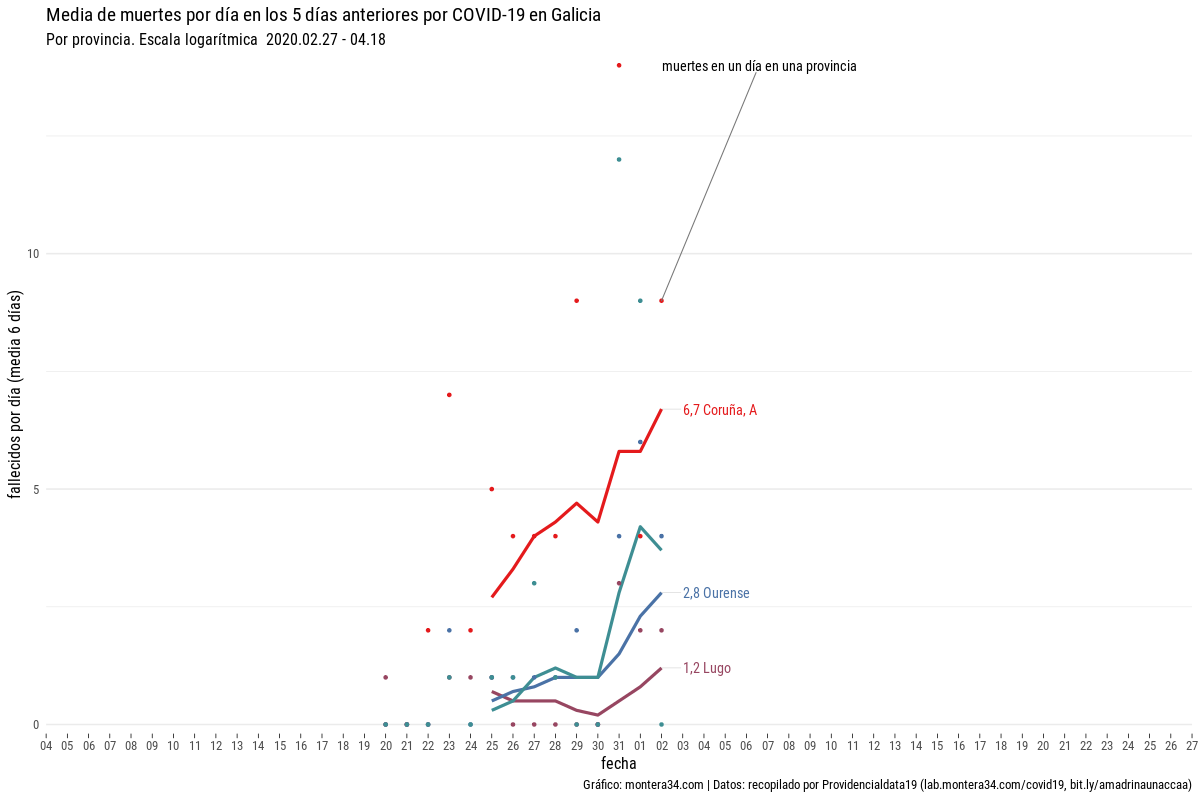 Media de muertes por día en los 5 días anteriores por COVID-19 en Galicia
Por provincia. Escala logarítmica  2020.02.27 - 04.18
muertes en un día en una provincia
10
fallecidos por día (media 6 días)
6,7 Coruña, A
5
2,8 Ourense
1,2 Lugo
0
04 05 06 07 08 09 10 11 12 13 14 15 16 17 18 19 20 21 22 23 24 25 26 27 28 29 30 31 01 02 03 04 05 06 07 08 09 10 11 12 13 14 15 16 17 18 19 20 21 22 23 24 25 26 27
fecha
Gráfico: montera34.com | Datos: recopilado por Providencialdata19 (lab.montera34.com/covid19, bit.ly/amadrinaunaccaa)